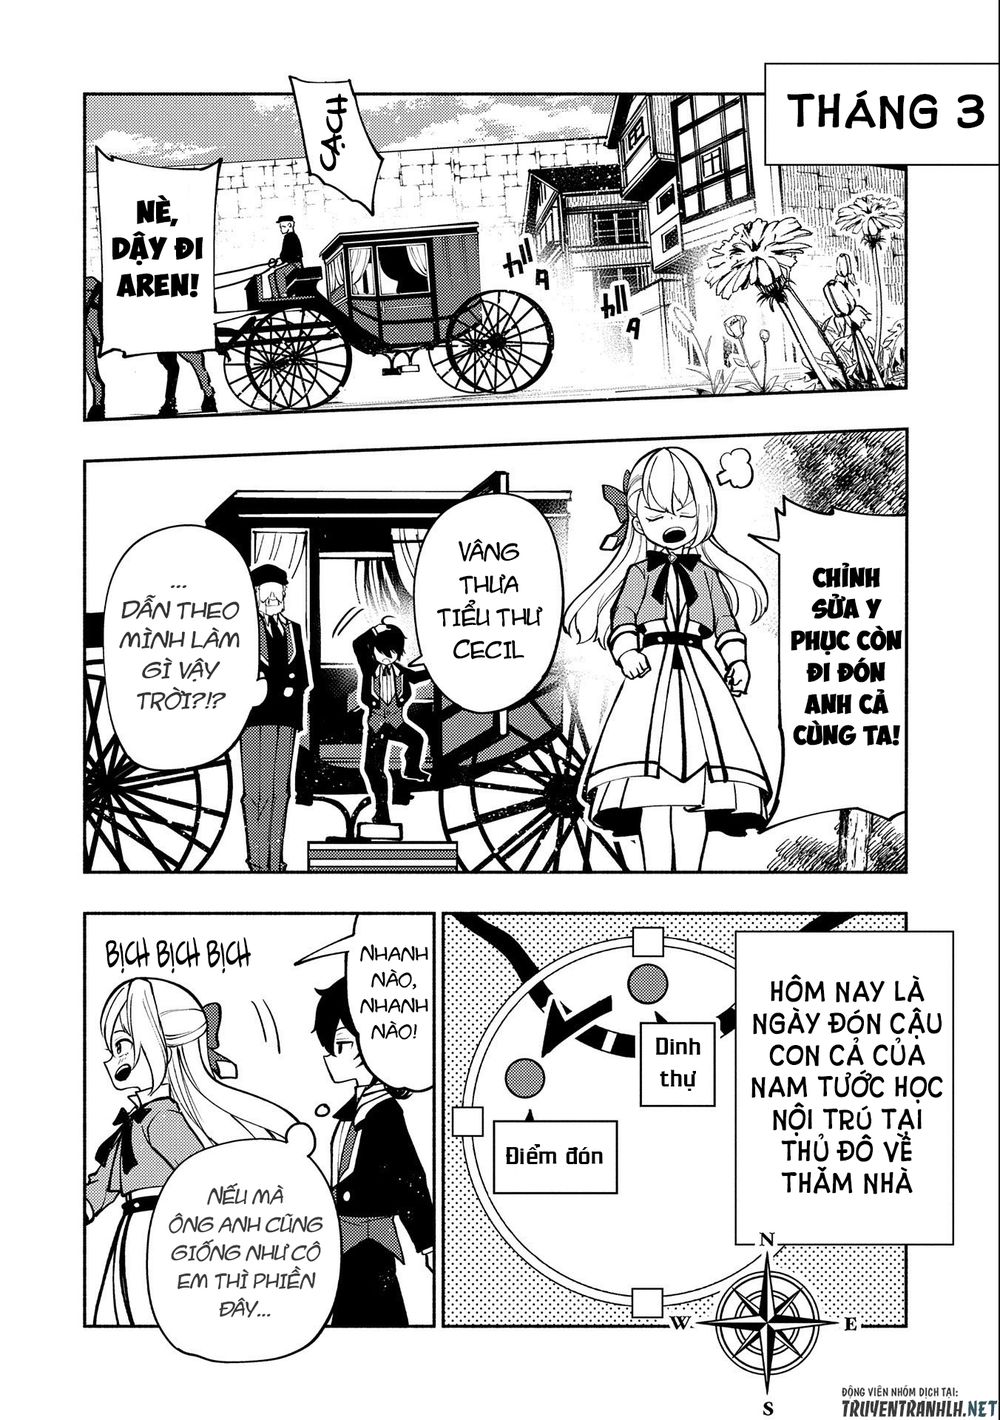 THÁNG 3
CẠCH
NÈ,
DẬY ĐI
AREN!
ガ
タ
ガ
タ
CHỈNH
SỬA Y
PHỤC CÒN
ĐI ĐÓN
ANH CẢ
CÙNG TA!
VÂNG
THƯA
TIỂU THƯ
CECIL
...
DẪN THEO
MÌNH LÀM
GÌ VẬY
TRỜI?!?
BỊCH BỊCH BỊCH
NHANH
NÀO,
NHANH
NÀO!
NẾU MÀ
ÔNG ANH CŨNG
GIỐNG NHƯ CÔ
EM THÌ PHIỀN
ĐÂY...
HÔM NAY LÀ
NGÀY ĐÓN CẬU
CON CẢ CỦA
NAM TƯỚC HỌC
NỘI TRÚ TẠI
THỦ ĐÔ VỀ
THĂM NHÀ
Dinh
thự
Điểm đón
N
W
E
S
ĐỘNG VIÊN NHÓM DỊCH TẠI:
TRUYENTRANHLH.NET